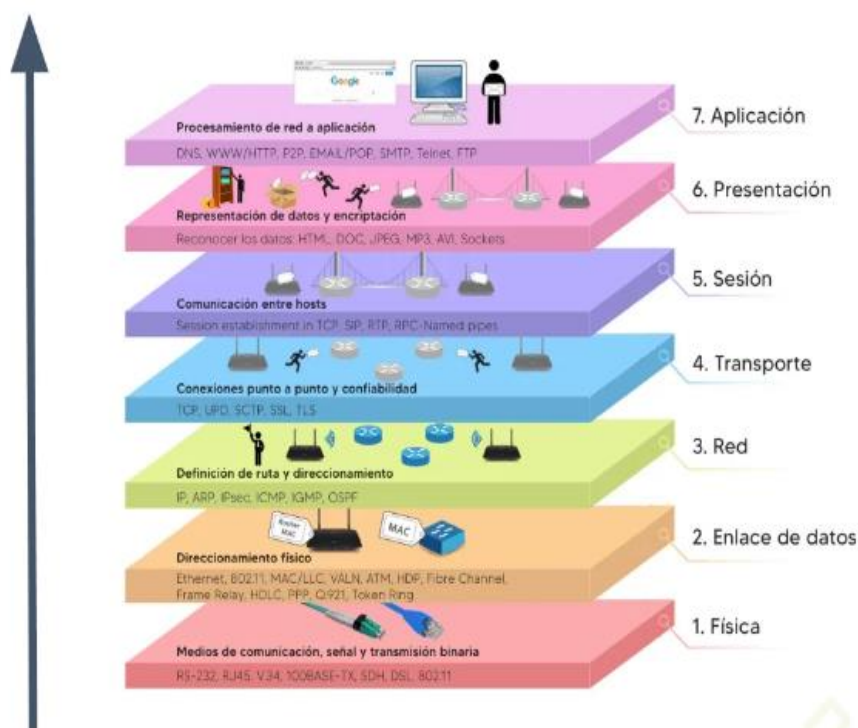 Google
Procesamiento de red a aplicación
DNS, WWW/HTTP, P2P, EMAIL/POP, SMTP, Telnet, FTP
7. Aplicación
Representación de datos y encriptación
Reconocer los datos: HTML, DOC, JPEG, MP3, AVI, Sockets
6. Presentación
Comunicación entre hosts
Session establishment in TCP, SIP, RTP, RPC-Named pipes
5. Sesión
Conexiones punto a punto y confiabilidad
TCP, UPD, SCTP, SSL, TLS
4. Transporte
Definición de ruta y direccionamiento
IP, ARP, IPsec, ICMP, IGMP, OSPF
3. Red
Router MAC
MAC
Direccionamiento físico
Ethernet, 802.11, MAC/LLC, VALN, ATM, HDP, Fibre Channel,
Frame Relay, HDLC, PPP, Q.921, Token Ring
2. Enlace de datos
Medios de comunicación, señal y transmisión binaria
RS-232, RJ45, V.34, 100BASE-TX, SDH, DSL, 802.11
1. Física